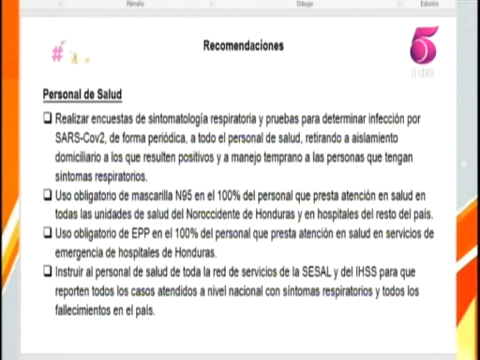 Párrafo Dibujo Edición
Recomendaciones
5
#
Personal de Salud
Realizar encuestas de sintomatología respiratoria y pruebas para determinar infección por
SARS-Cov2, de forma periódica, a todo el personal de salud, retirando a aislamiento
domiciliario a los que resulten positivos y a manejo temprano a las personas que tengan
síntomas respiratorios.
Uso obligatorio de mascarilla N95 en el 100% del personal que presta atención en salud en
todas las unidades de salud del Noroccidente de Honduras y en hospitales del resto del país.
Uso obligatorio de EPP en el 100% del personal que presta atención en salud en servicios de
emergencia de hospitales de Honduras.
Instruir al personal de salud de toda la red de servicios de la SESAL y del IHSS para que
reporten todos los casos atendidos a nivel nacional con síntomas respiratorios y todos los
fallecimientos en el país.